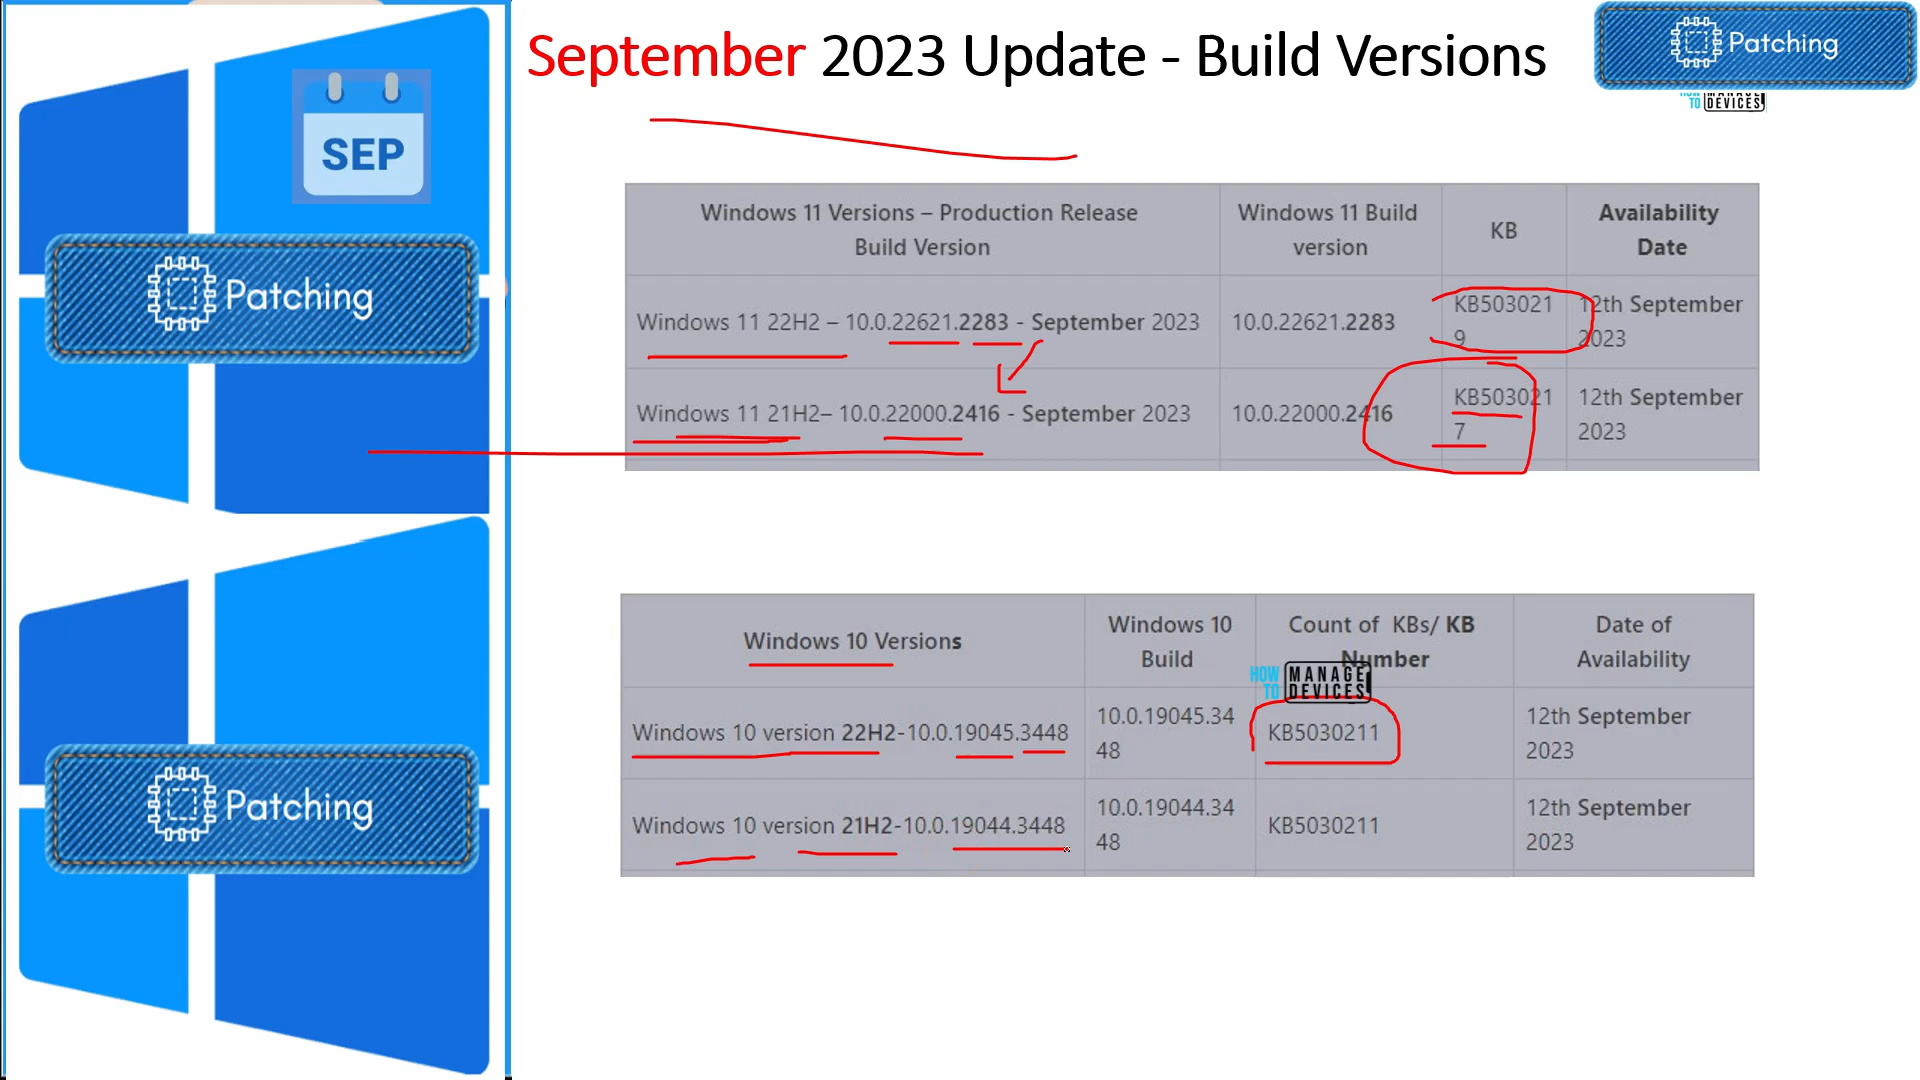 September 2023 Update - Build Versions
Patching
HOW TO MANAGE DEVICES
SEP
Patching
Windows 11 Versions – Production Release
Build Version
Windows 11 Build
version
KB
Availability
Date
Windows 11 22H2 – 10.0.22621.2283 - September 2023
10.0.22621.2283
KB503021
9
12th September
2023
Windows 11 21H2– 10.0.22000.2416 - September 2023
10.0.22000.2416
KB503021
7
12th September
2023
Windows 10 Versions
Windows 10
Build
Count of KBs/ KB
Number
Date of
Availability
HOW
TO
MANAGE
DEVICES
Windows 10 version 22H2-10.0.19045.3448
10.0.19045.34
48
KB5030211
12th September
2023
Windows 10 version 21H2-10.0.19044.3448
10.0.19044.34
48
KB5030211
12th September
2023
Patching